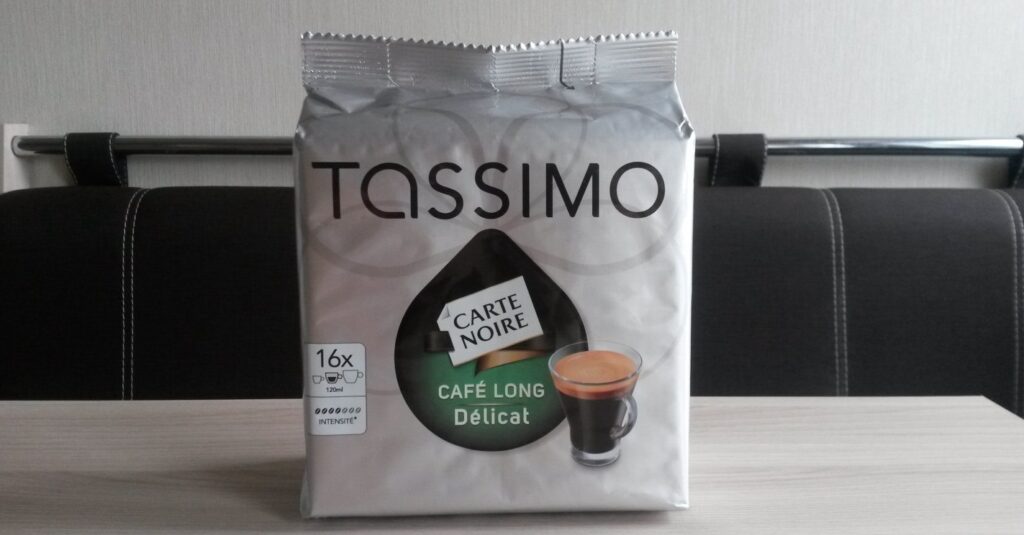 TASSIMO
CARTE
NOIRE
CAFÉ LONG
Délicat
16x
120ml
INTENSITÉ*